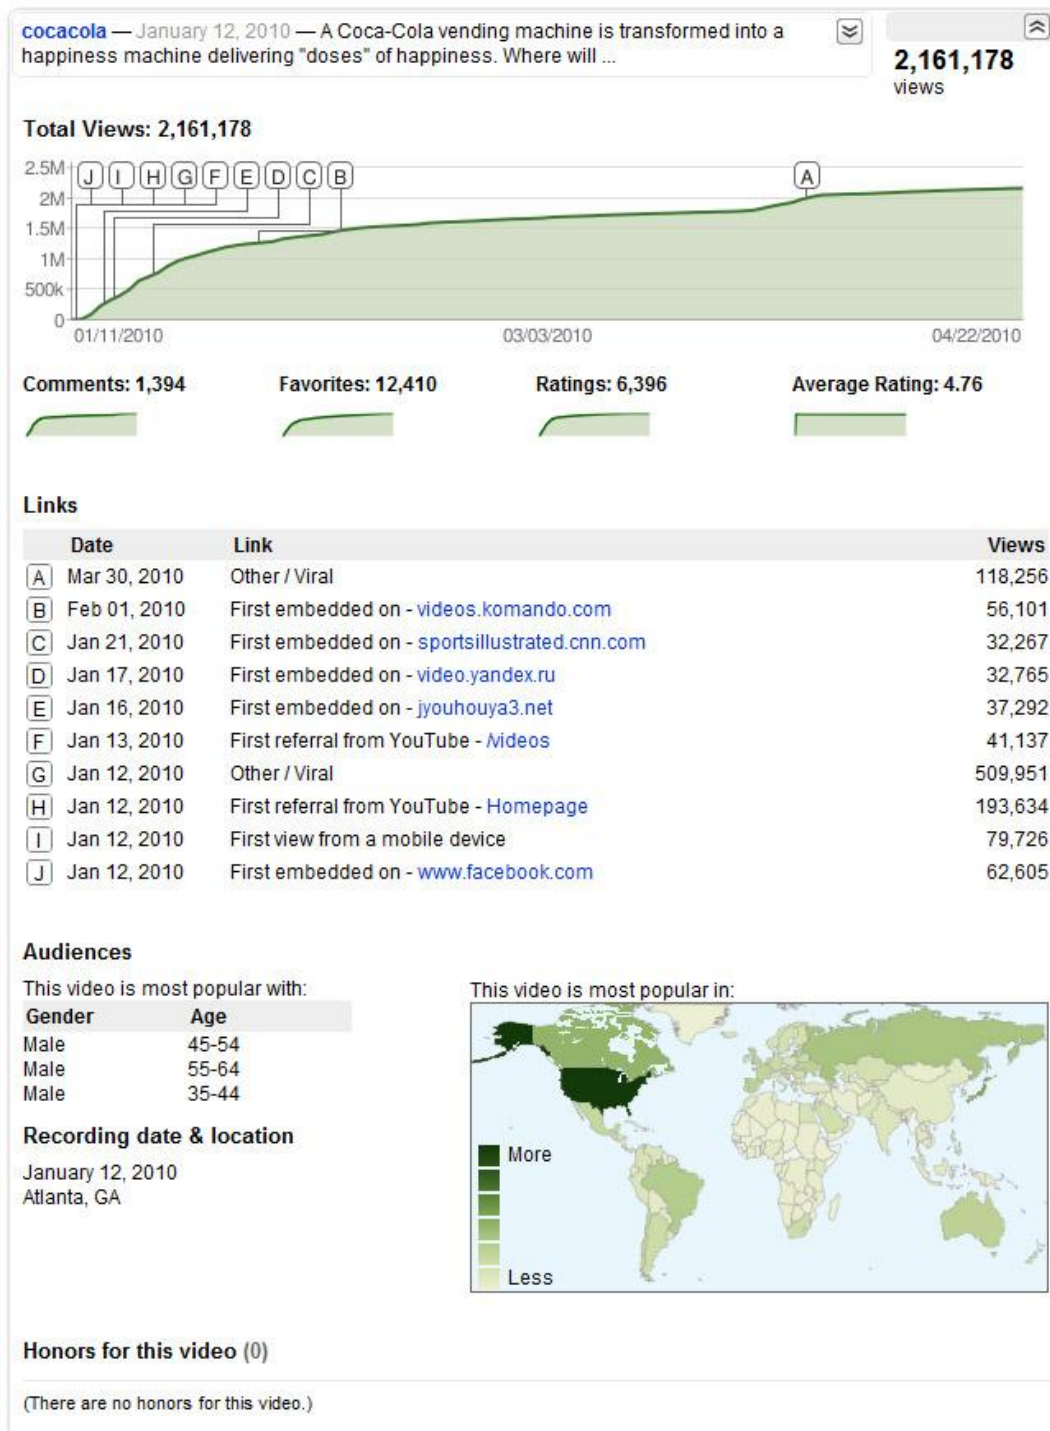 cocacola — January 12, 2010 — A Coca-Cola vending machine is transformed into a
happiness machine delivering "doses" of happiness. Where will ...
2,161,178
views
Total Views: 2,161,178
2.5M
2M
1.5M
1M
500k
0
J I H G F E D C B A
01/11/2010 03/03/2010 04/22/2010
Comments: 1,394 Favorites: 12,410 Ratings: 6,396 Average Rating: 4.76
Links
Date Link Views
A Mar 30, 2010 Other / Viral 118,256
B Feb 01, 2010 First embedded on - videos.komando.com 56,101
C Jan 21, 2010 First embedded on - sportsillustrated.cnn.com 32,267
D Jan 17, 2010 First embedded on - video.yandex.ru 32,765
E Jan 16, 2010 First embedded on - jyouhouya3.net 37,292
F Jan 13, 2010 First referral from YouTube - /videos 41,137
G Jan 12, 2010 Other / Viral 509,951
H Jan 12, 2010 First referral from YouTube - Homepage 193,634
I Jan 12, 2010 First view from a mobile device 79,726
J Jan 12, 2010 First embedded on - www.facebook.com 62,605
Audiences
This video is most popular with:
Gender Age
Male 45-54
Male 55-64
Male 35-44
Recording date & location
January 12, 2010
Atlanta, GA
This video is most popular in:
More
Less
Honors for this video (0)
(There are no honors for this video.)